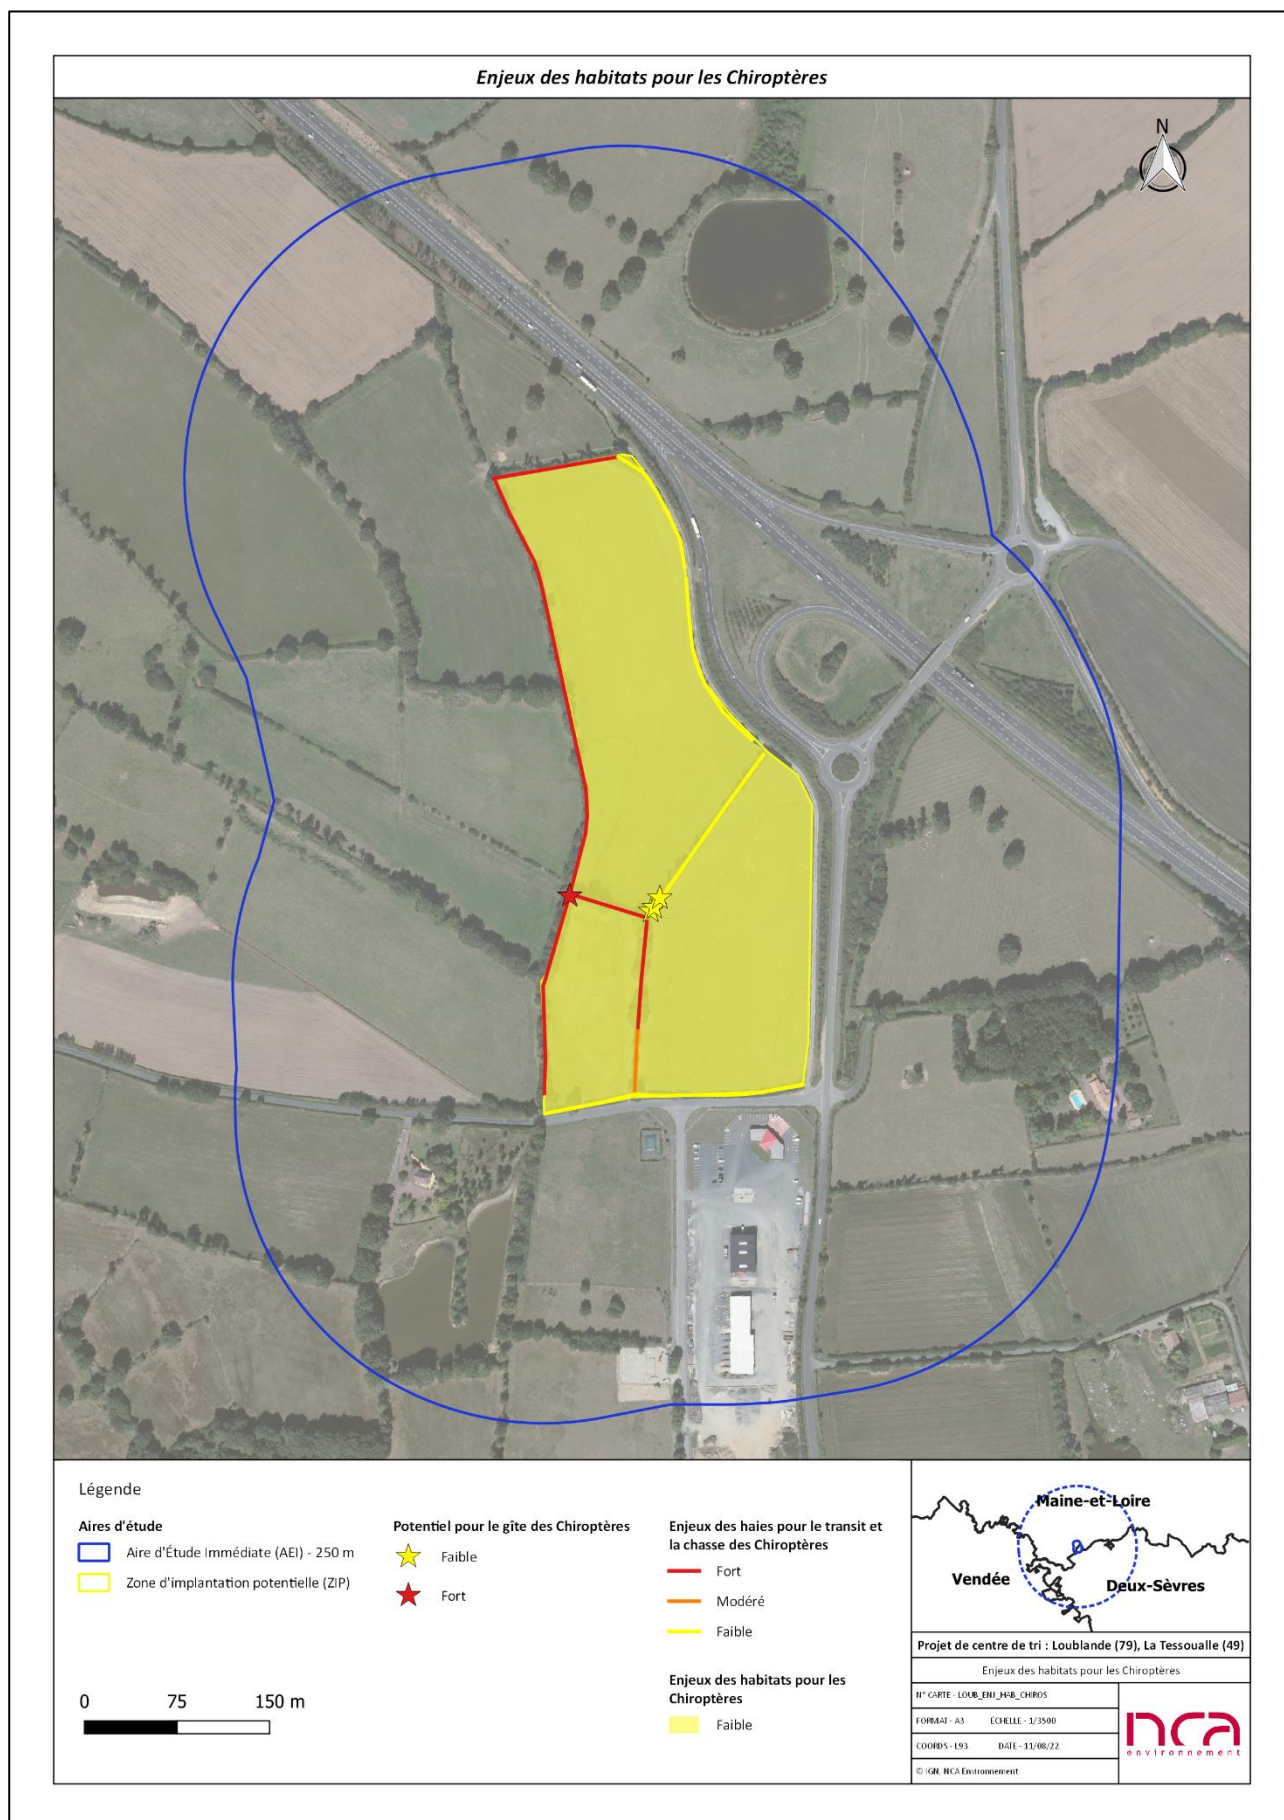 Enjeux des habitats pour les Chiroptères
N
Légende
Aires d'étude
Aire d'Étude Immédiate (AEI) - 250 m
Zone d'implantation potentielle (ZIP)
0 75 150 m
Potentiel pour le gîte des Chiroptères
Faible
Fort
Enjeux des haies pour le transit et
la chasse des Chiroptères
Fort
Modéré
Faible
Enjeux des habitats pour les
Chiroptères
Faible
Maine-et-Loire
Vendée
Deux-Sèvres
Projet de centre de tri : Loublande (79), La Tessoualle (49)
Enjeux des habitats pour les Chiroptères
N° CARTE - LOUB_ENJ_HAB_CHIROS
FORMAT - A3 ÉCHELLE - 1/3500
COORDS - L93 DATE - 11/08/22
© IGN, NCA Environnement
nca
environnement